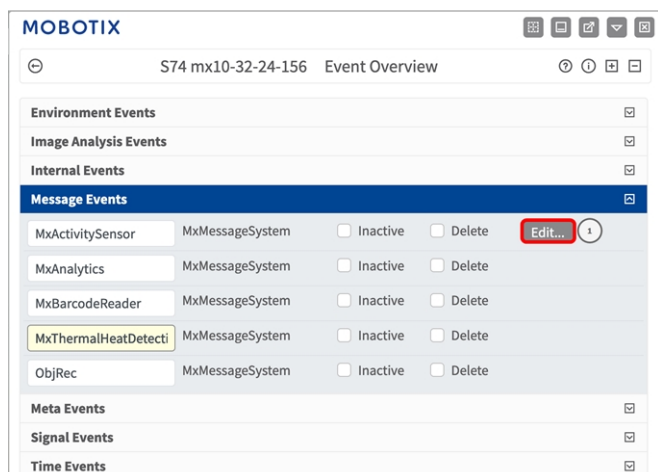 MOBOTIX
S74 mx10-32-24-156 Event Overview
Environment Events
Image Analysis Events
Internal Events
Message Events
MxActivitySensor MxMessageSystem Inactive Delete Edit... 1
MxAnalytics MxMessageSystem Inactive Delete
MxBarcodeReader MxMessageSystem Inactive Delete
MxThermalHeatDetecti MxMessageSystem Inactive Delete
ObjRec MxMessageSystem Inactive Delete
Meta Events
Signal Events
Time Events